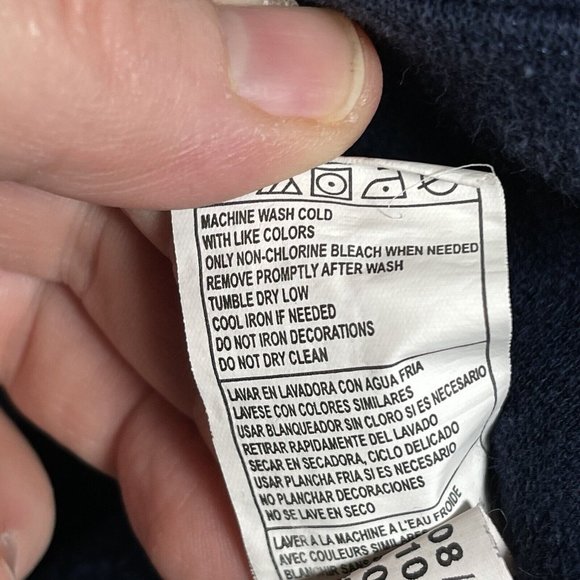 MACHINE WASH COLD
WITH LIKE COLORS
ONLY NON-CHLORINE BLEACH WHEN NEEDED
REMOVE PROMPTLY AFTER WASH
TUMBLE DRY LOW
COOL IRON IF NEEDED
DO NOT IRON DECORATIONS
DO NOT DRY CLEAN
LAVAR EN LAVADORA CON AGUA FRIA
LAVESE CON COLORES SIMILARES
USAR BLANQUEADOR SIN CLORO SI ES NECESARIO
RETIRAR RAPIDAMENTE DEL LAVADO
SECAR EN SECADORA, CICLO DELICADO
USAR PLANCHA FRIA SI ES NECESARIO
NO PLANCHAR DECORACIONES
NO SE LAVE EN SECO
LAVER A LA MACHINE A L'EAU FROIDE
AVEC COULEURS
SANS
08